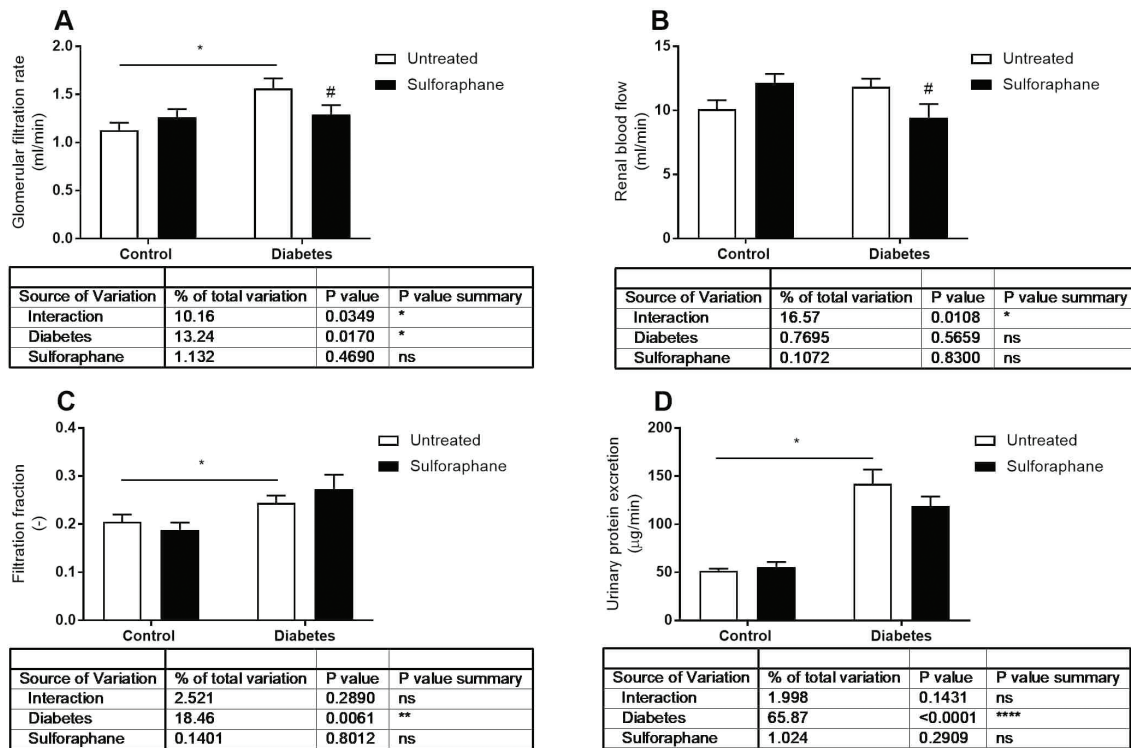 A
Glomerular filtration rate
(ml/min)
2.0
1.5
1.0
0.5
0.0
*
#
Control
Diabetes
Untreated
Sulforaphane
Source of Variation % of total variation P value P value summary
Interaction 10.16 0.0349 *
Diabetes 13.24 0.0170 *
Sulforaphane 1.132 0.4690 ns
B
Renal blood flow
(ml/min)
15
10
5
0
#
Control
Diabetes
Untreated
Sulforaphane
Source of Variation % of total variation P value P value summary
Interaction 16.57 0.0108 *
Diabetes 0.7695 0.5659 ns
Sulforaphane 0.1072 0.8300 ns
C
Filtration fraction
(-)
0.4
0.3
0.2
0.1
0.0
*
Control
Diabetes
Untreated
Sulforaphane
Source of Variation % of total variation P value P value summary
Interaction 2.521 0.2890 ns
Diabetes 18.46 0.0061 **
Sulforaphane 0.1401 0.8012 ns
D
Urinary protein excretion
(µg/min)
200
150
100
50
0
*
Control
Diabetes
Untreated
Sulforaphane
Source of Variation % of total variation P value P value summary
Interaction 1.998 0.1431 ns
Diabetes 65.87 <0.0001 ****
Sulforaphane 1.024 0.2909 ns